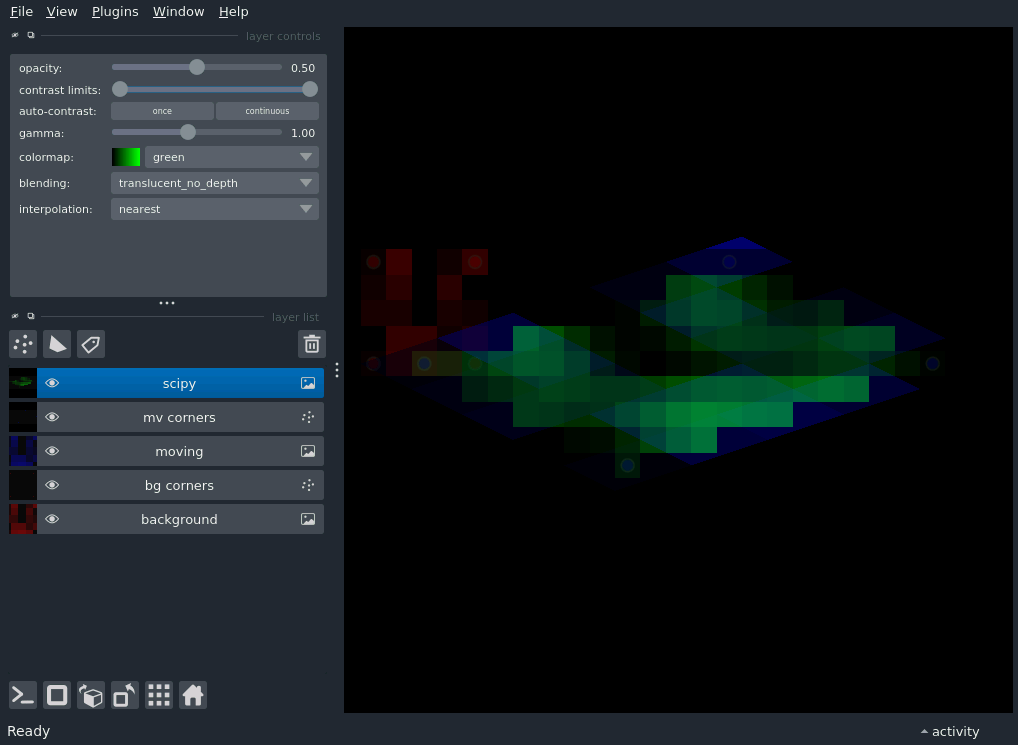 File View Plugins Window Help
layer controls
opacity: 0.50
contrast limits:
auto-contrast: once continuous
gamma: 1.00
colormap: green
blending: translucent_no_depth
interpolation: nearest
layer list
scipy
mv corners
moving
bg corners
background
Ready activity